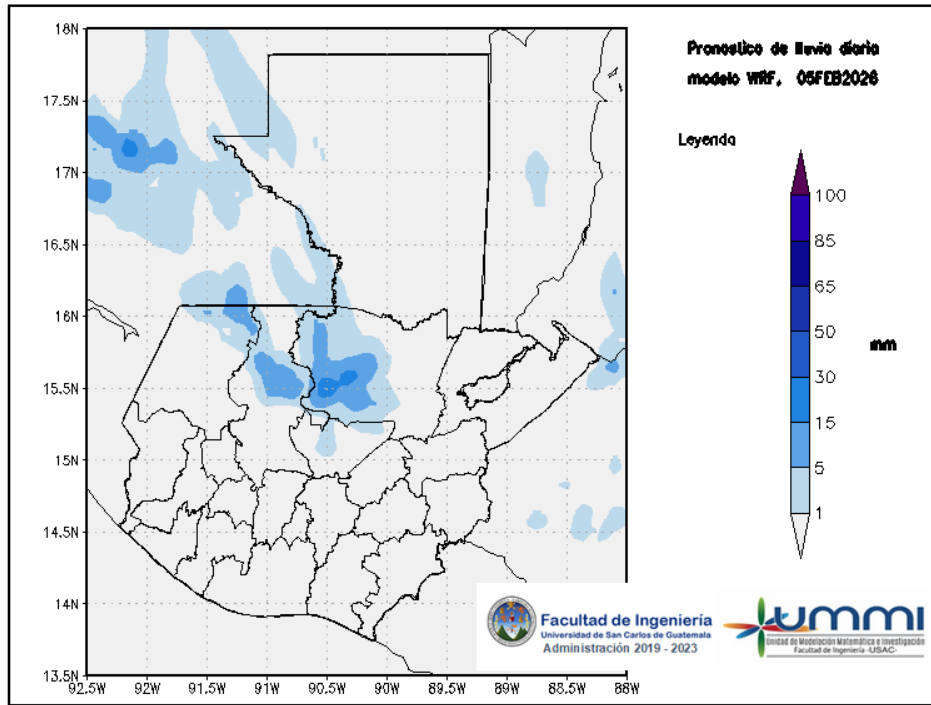 18N
17.5N
17N
16.5N
16N
15.5N
15N
14.5N
14N
13.5N
92.5W 92W 91.5W 91W 90.5W 90W 89.5W 89W 88.5W 88W
Pronostico de lluvia diaria
modelo WRF, 05FEB2026
Leyenda
100
85
65
50
30
15
5
1
mm
Facultad de Ingeniería
Universidad de San Carlos de Guatemala
Administración 2019 - 2023
UMMI
Unidad de Modelación Matemática e Investigación
Facultad de Ingeniería -USAC-